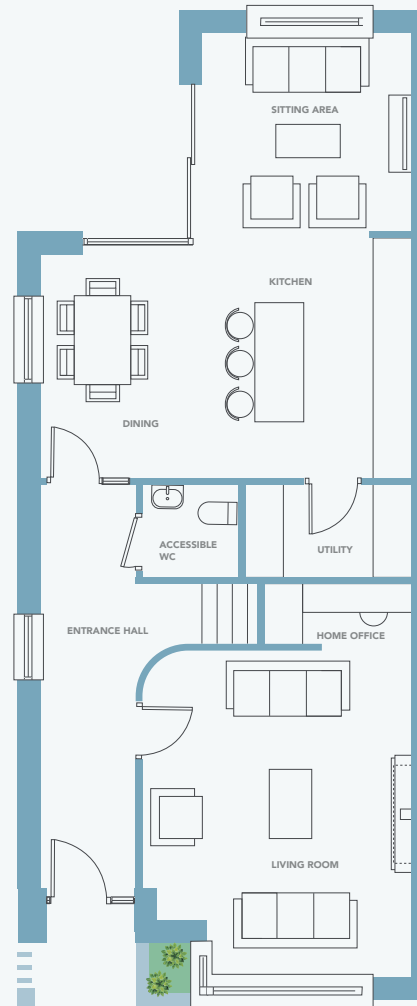 SITTING AREA
KITCHEN
DINING
ACCESSIBLE
WC
UTILITY
ENTRANCE HALL
HOME OFFICE
LIVING ROOM